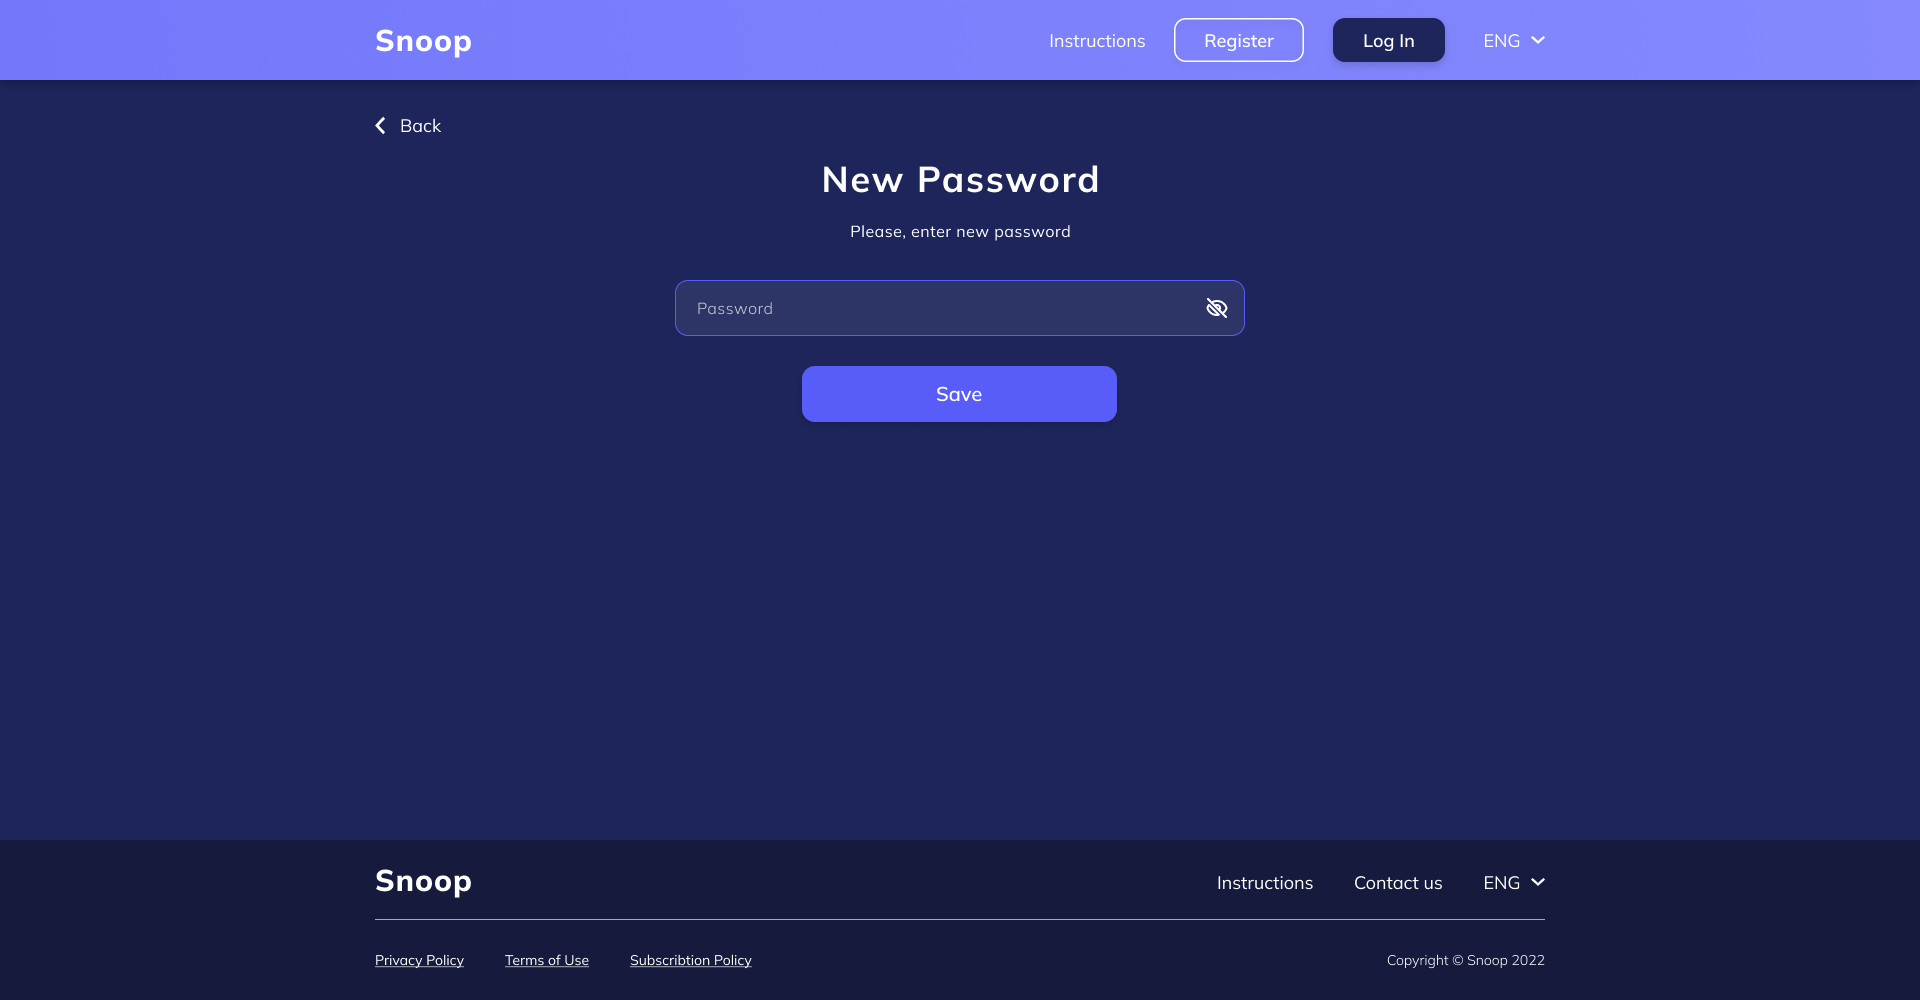 Snoop
Instructions
Register
Log In
ENG
Back
New Password
Please, enter new password
Password
Save
Snoop
Instructions
Contact us
ENG
Privacy Policy
Terms of Use
Subscribtion Policy
Copyright © Snoop 2022